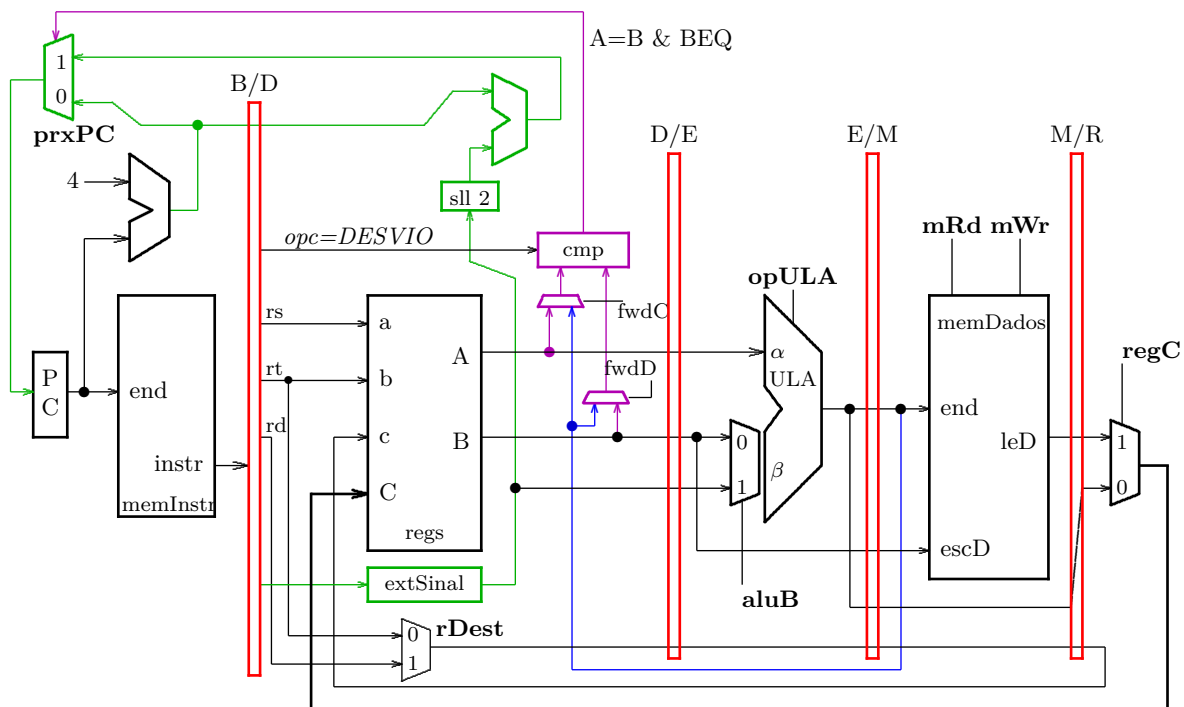 A=B & BEQ
1
0
prxPC
B/D
D/E
E/M
M/R
4
sll 2
opc=DESVIO
cmp
mRd mWr
opULA
fwdC
fwdD
rs
a
A
α
ULA
memDados
regC
P
C
end
rt
b
rd
c
B
0
1
β
end
leD
1
0
instr
memInstr
C
regs
escD
extSinal
aluB
0
1
rDest